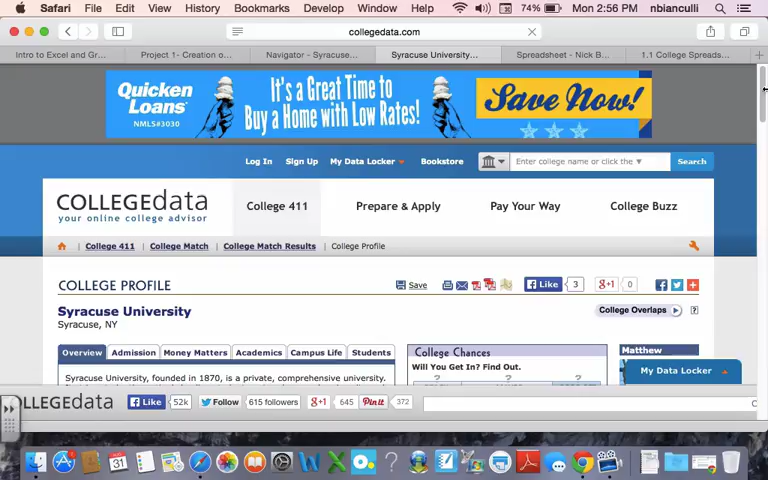 Safari File Edit View History Bookmarks Develop Window Help 74% Mon 2:56 PM nbianculli
collegedata.com
Intro to Excel and Gr... Project 1- Creation o... Navigator - Syracuse... Syracuse University... Spreadsheet - Nick B... 1.1 College Spreads...
Quicken Loans® NMLS#3030
It's a Great Time to
Buy a Home with Low Rates!
Save Now!
Log In Sign Up My Data Locker Bookstore Enter college name or click the ▼ Search
COLLEGEdata
your online college advisor
College 411 Prepare & Apply Pay Your Way College Buzz
College 411 College Match College Match Results College Profile
COLLEGE PROFILE Save Like 3 g+1 0
Syracuse University College Overlaps ?
Syracuse, NY
Overview Admission Money Matters Academics Campus Life Students
College Chances
Will You Get In? Find Out.
Matthew
Syracuse University, founded in 1870, is a private, comprehensive university.
My Data Locker
OLLEGEdata Like 52k Follow 615 followers g+1 645 Pin it 372
31